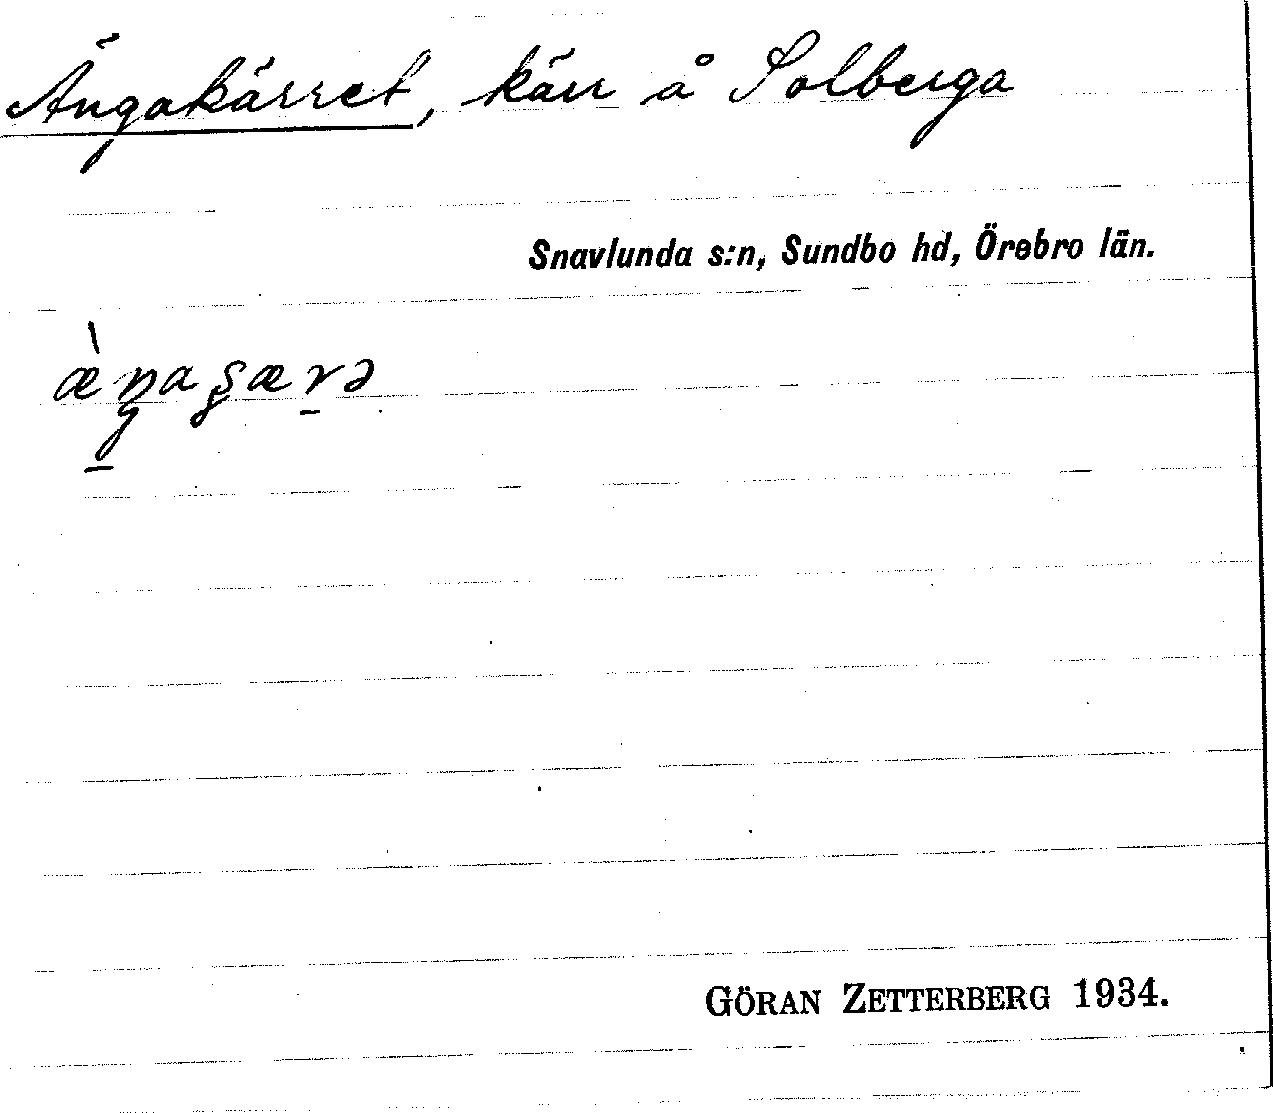 Ängakärret, kärr å Solberga
Snavlunda s:n, Sundbo hd, Örebro län.
GÖRAN ZETTERBERG 1934.